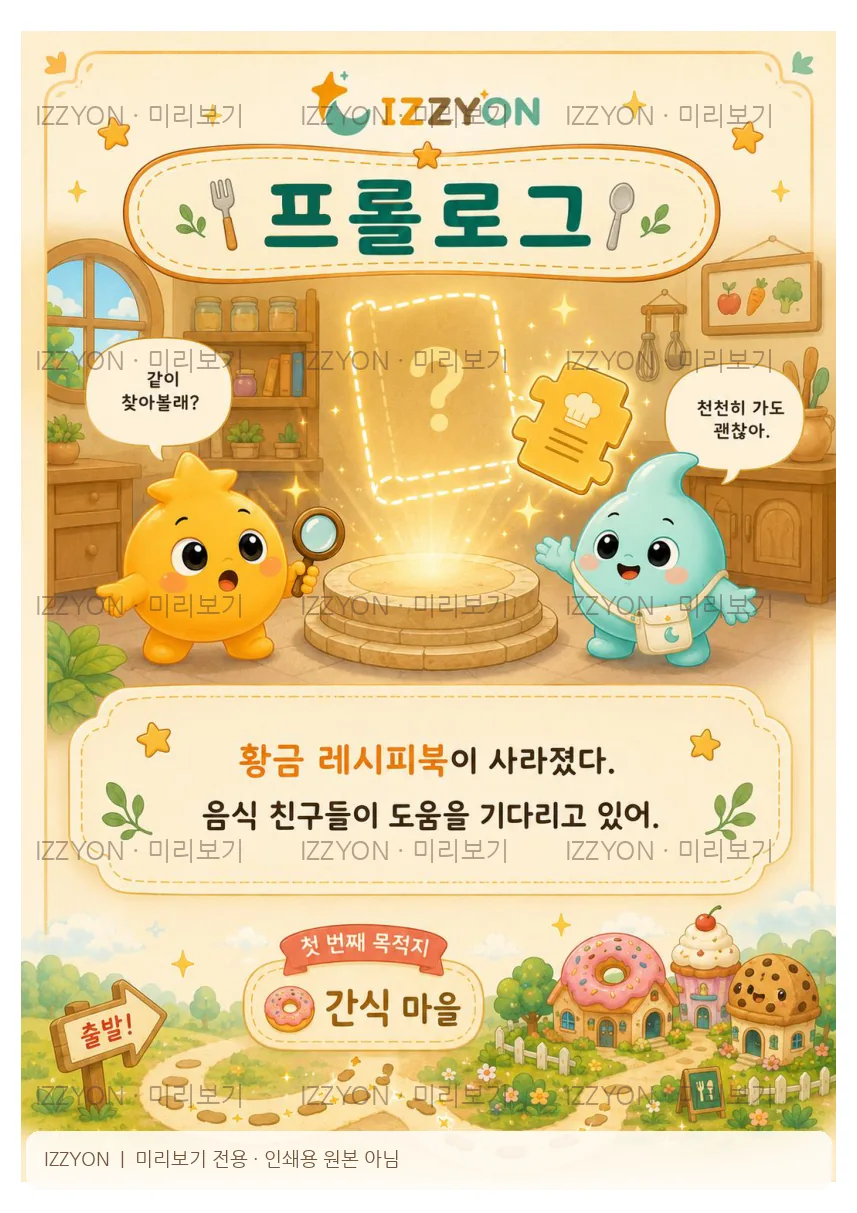 IZZYON
IZZYON · 미리보기 IZZYON · 미리보기 IZZYON · 미리보기
프롤로그
IZZYON · 미리보기 IZZYON · 미리보기 IZZYON · 미리보기
같이
찾아볼래?
?
천천히 가도
괜찮아.
IZZYON · 미리보기 IZZYON · 미리보기 IZZYON · 미리보기
황금 레시피북이 사라졌다.
음식 친구들이 도움을 기다리고 있어.
IZZYON · 미리보기 IZZYON · 미리보기 IZZYON · 미리보기
첫 번째 목적지
간식 마을
출발!
IZZYON · 미리보기 IZZYON · 미리보기 IZZYON · 미리보기
IZZYON | 미리보기 전용 · 인쇄용 원본 아님